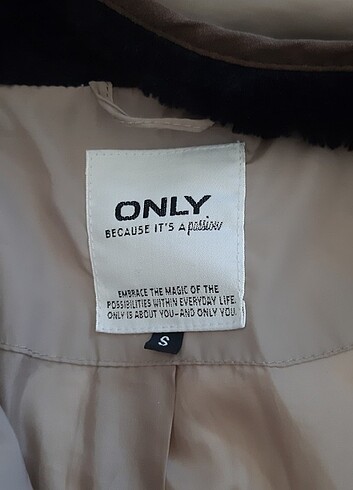 ONLY
BECAUSE IT'S A passion
EMBRACE THE MAGIC OF THE
POSSIBILITIES WITHIN EVERYDAY LIFE.
ONLY IS ABOUT YOU-AND ONLY YOU.
S